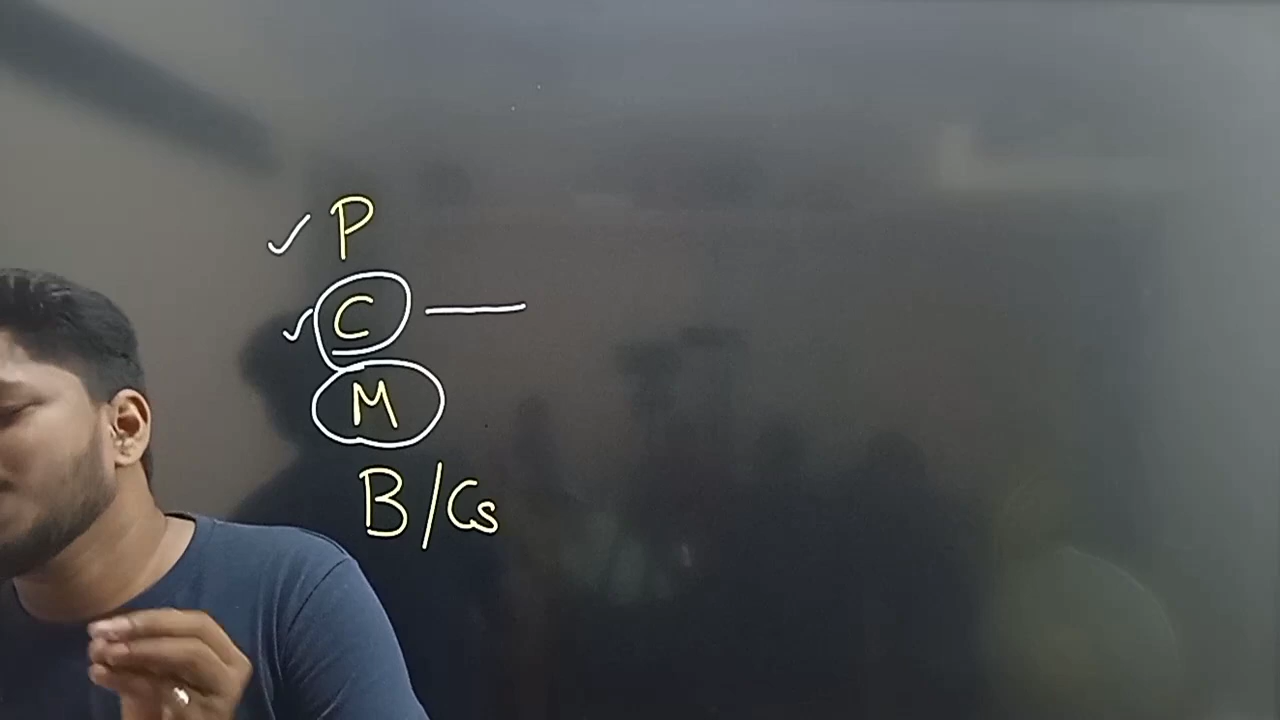 ✓ P
✓ C —
M
B/Cs